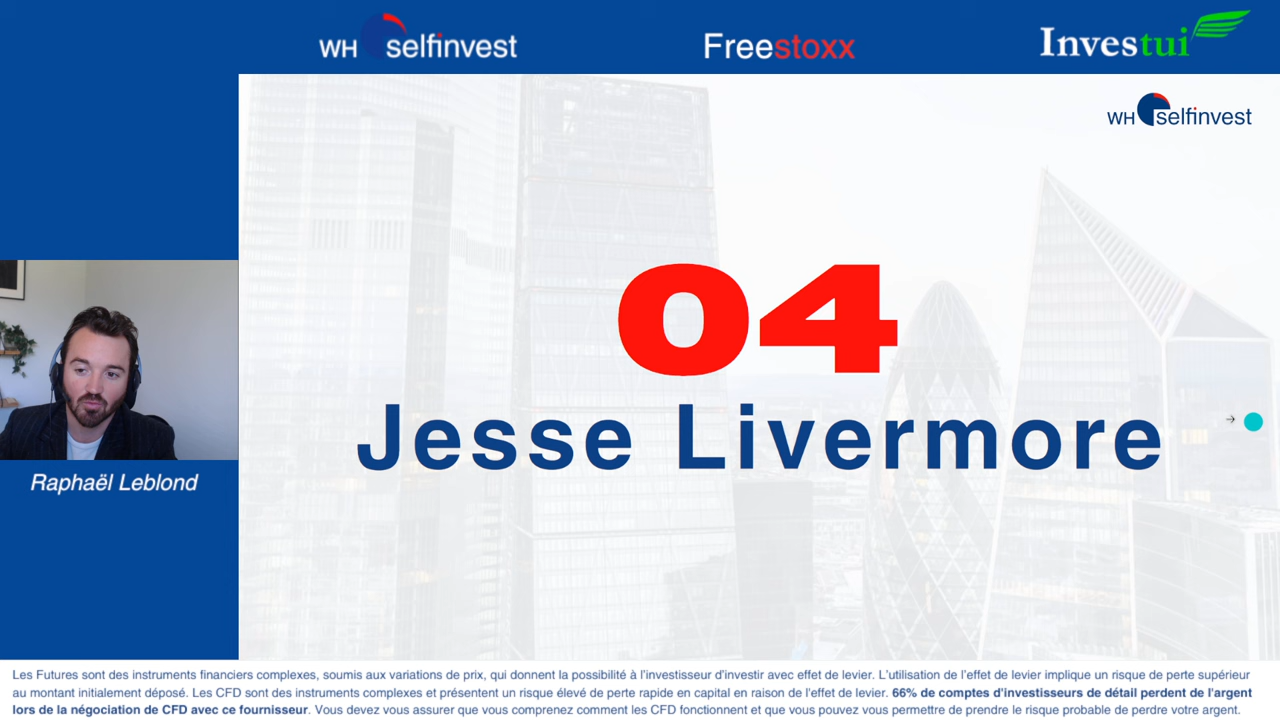 WH selfinvest
Freestoxx
Investui
WH selfinvest
04
Jesse Livermore
Raphaël Leblond
Les Futures sont des instruments financiers complexes, soumis aux variations de prix, qui donnent la possibilité à l'investisseur d'investir avec effet de levier. L'utilisation de l'effet de levier implique un risque de perte supérieur
au montant initialement déposé. Les CFD sont des instruments complexes et présentent un risque élevé de perte rapide en capital en raison de l'effet de levier. 66% de comptes d'investisseurs de détail perdent de l'argent
lors de la négociation de CFD avec ce fournisseur. Vous devez vous assurer que vous comprenez comment les CFD fonctionnent et que vous pouvez vous permettre de prendre le risque probable de perdre votre argent.